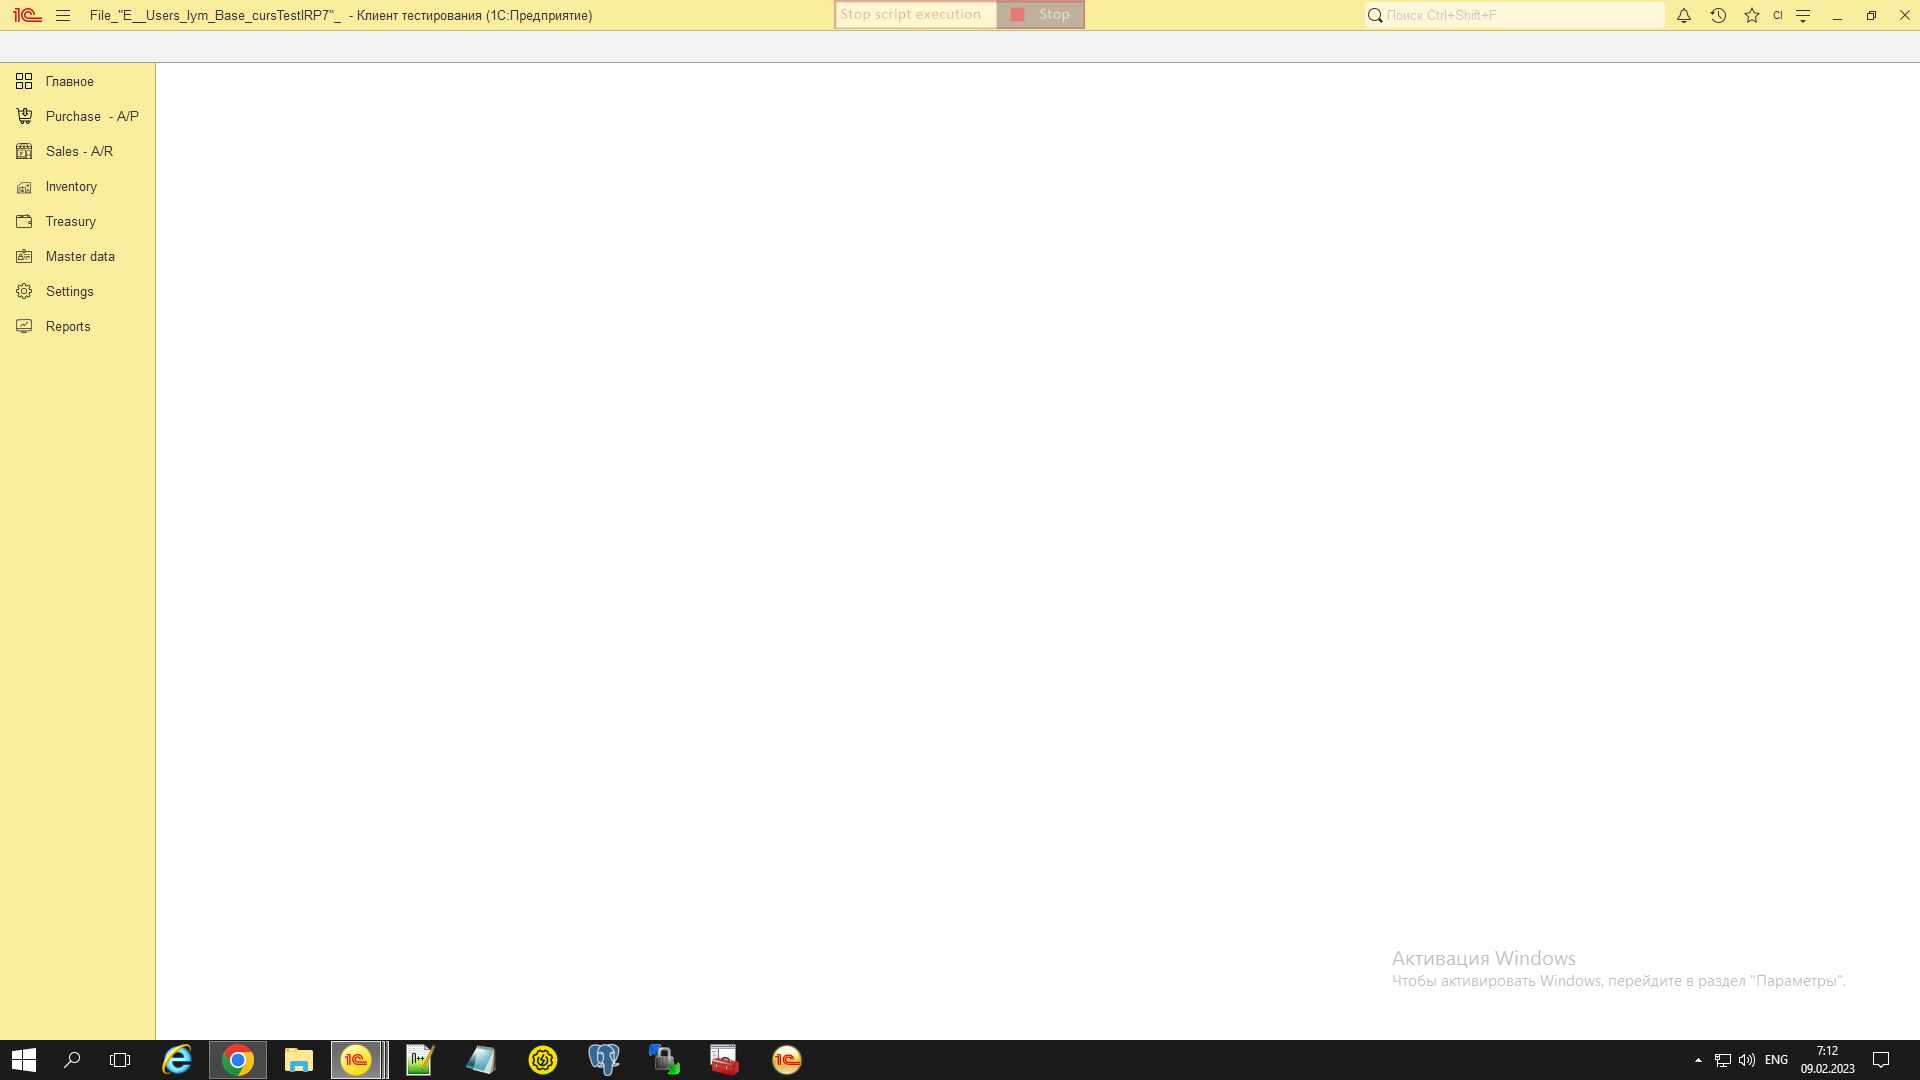 File_"E__Users_lym_Base_cursTestIRP7"_ - Клиент тестирования (1С:Предприятие)
Stop script execution
Stop
Поиск Ctrl+Shift+F
CI
Главное
Purchase - A/P
Sales - A/R
Inventory
Treasury
Master data
Settings
Reports
Активация Windows
Чтобы активировать Windows, перейдите в раздел "Параметры".
ENG
7:12
09.02.2023